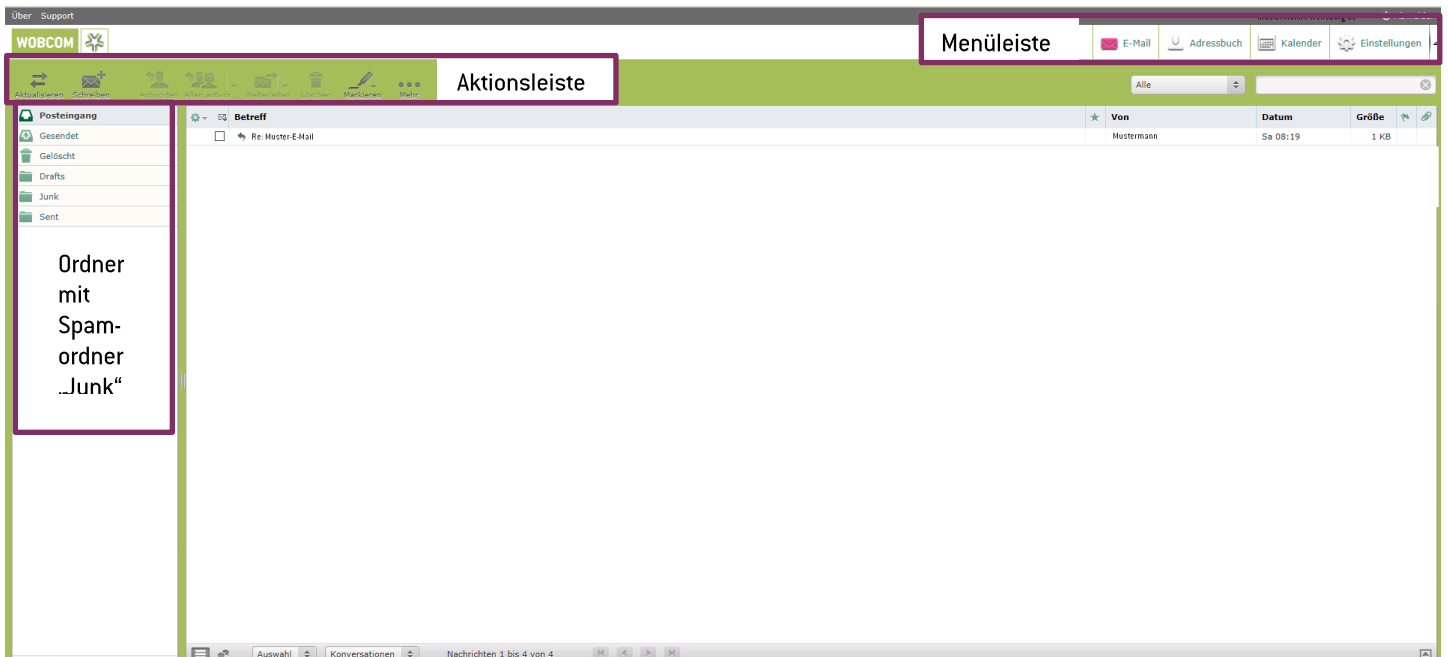 Über Support
WOBCOM
Menüleiste
E-Mail Adressbuch Kalender Einstellungen
Aktualisieren Schreiben Antworten Allen antwor... Weiterleiten Löschen Markieren Mehr
Aktionsleiste
Alle
Posteingang
Gesendet
Gelöscht
Drafts
Junk
Sent
Ordner
mit
Spam-
ordner
„Junk“
Betreff Von Datum Größe
Re: Muster-E-Mail Mustermann Sa 08:19 1 KB
Auswahl Konversationen Nachrichten 1 bis 4 von 4